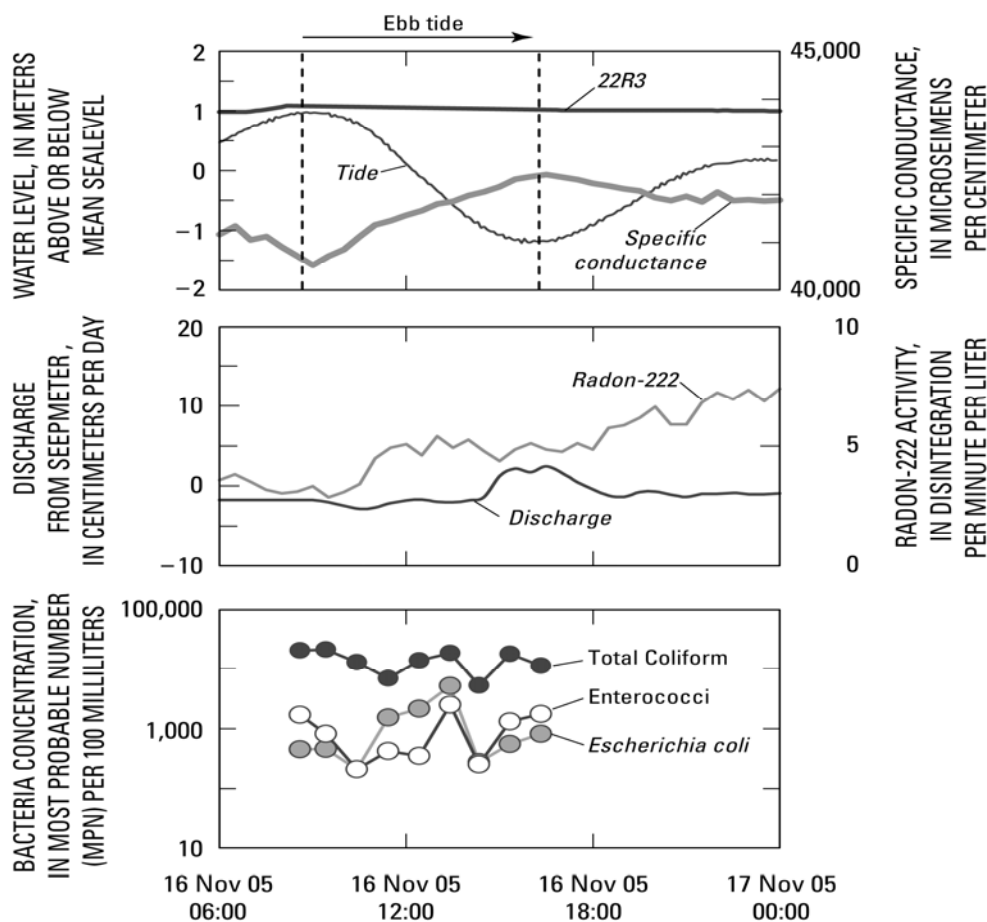 Ebb tide
WATER LEVEL, IN METERS
ABOVE OR BELOW
MEAN SEALEVEL
2
1
0
−1
−2
22R3
Tide
Specific
conductance
45,000
40,000
SPECIFIC CONDUCTANCE,
IN MICROSEIMENS
PER CENTIMETER
DISCHARGE
FROM SEEPMETER,
IN CENTIMETERS PER DAY
20
10
0
−10
Radon-222
Discharge
10
5
0
RADON-222 ACTIVITY,
IN DISINTEGRATION
PER MINUTE PER LITER
BACTERIA CONCENTRATION,
IN MOST PROBABLE NUMBER
(MPN) PER 100 MILLILITERS
100,000
1,000
10
Total Coliform
Enterococci
Escherichia coli
16 Nov 05
06:00
16 Nov 05
12:00
16 Nov 05
18:00
17 Nov 05
00:00